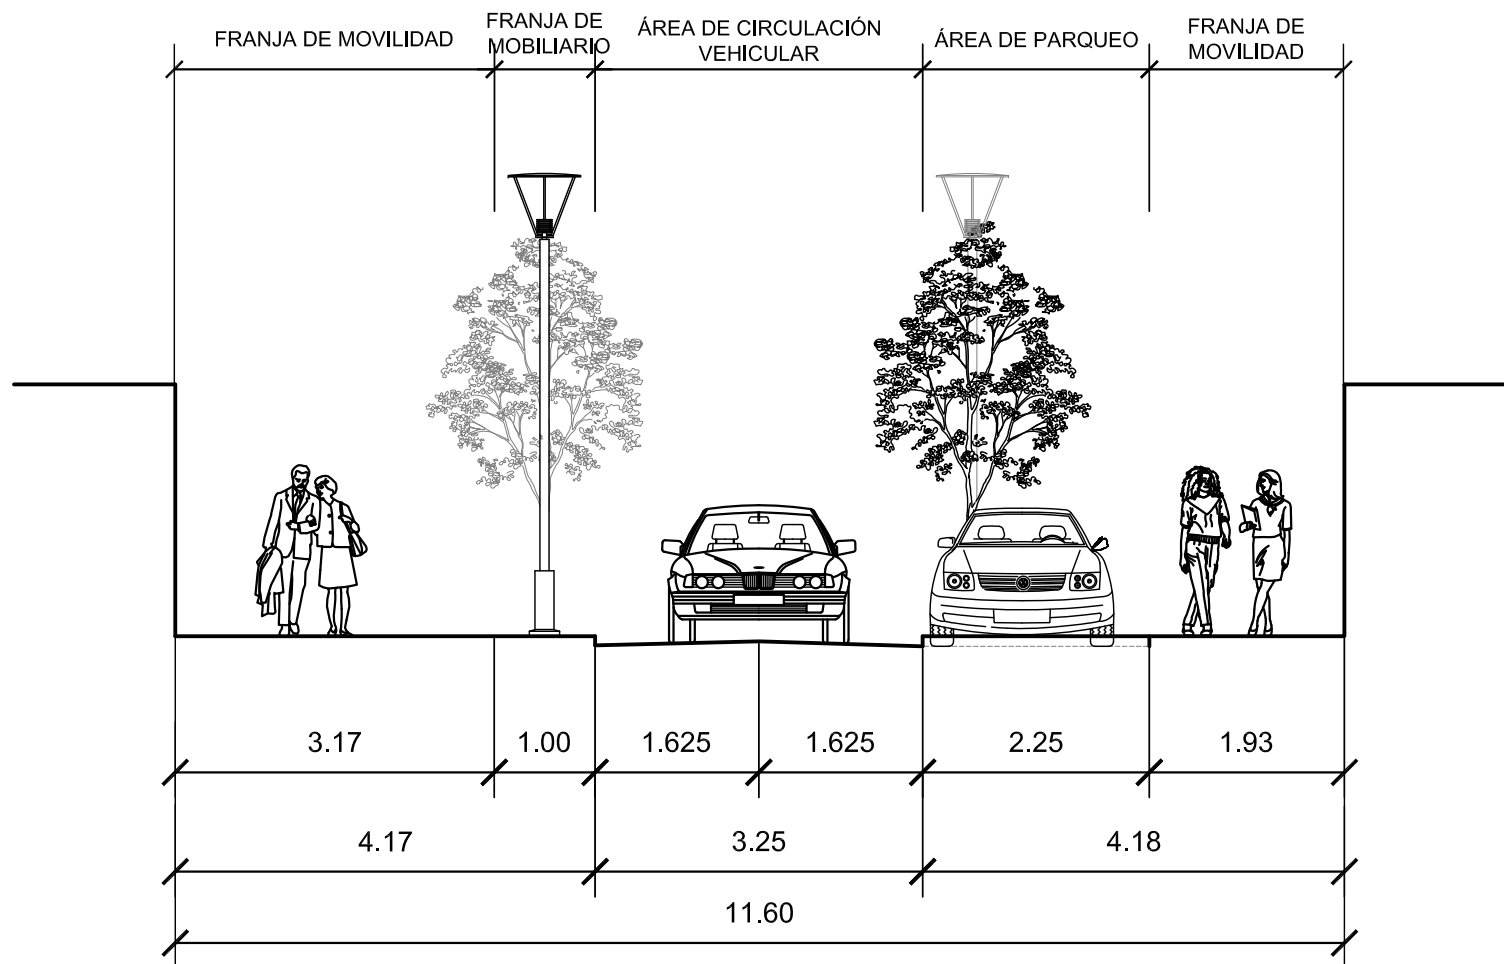 FRANJA DE MOVILIDAD
FRANJA DE
MOBILIARIO
ÁREA DE CIRCULACIÓN
VEHICULAR
ÁREA DE PARQUEO
FRANJA DE
MOVILIDAD
3.17
1.00
1.625
1.625
2.25
1.93
4.17
3.25
4.18
11.60